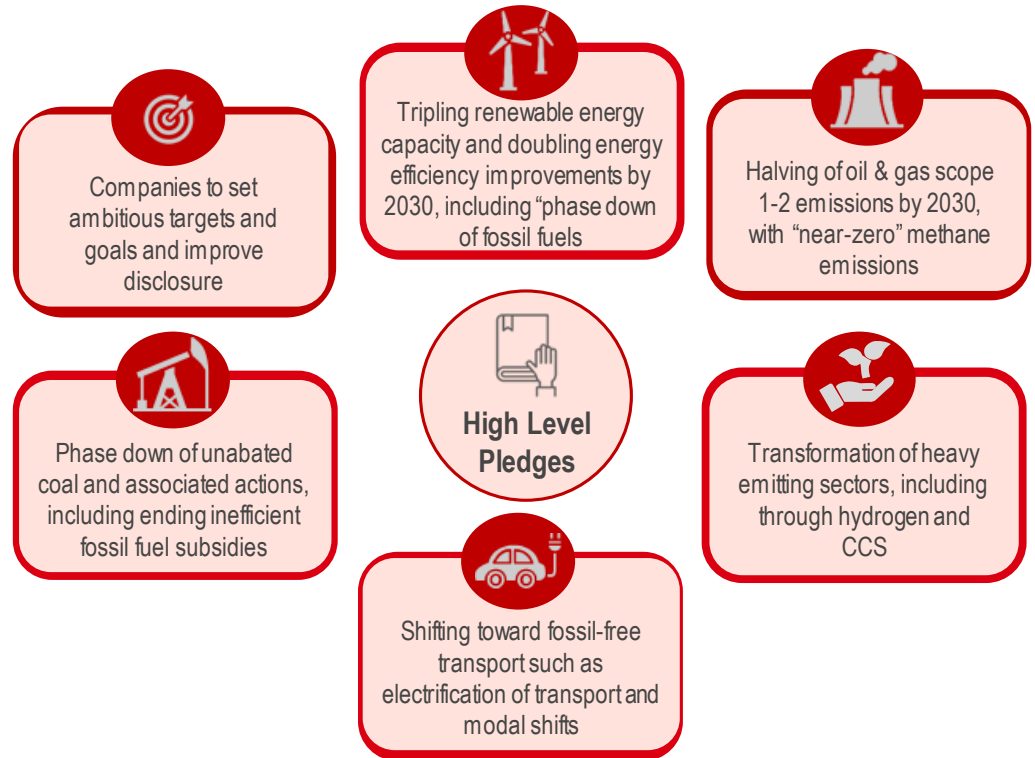 Tripling renewable energy
capacity and doubling energy
efficiency improvements by
2030, including “phase down
of fossil fuels
Companies to set
ambitious targets and
goals and improve
disclosure
Halving of oil & gas scope
1-2 emissions by 2030,
with “near-zero” methane
emissions
High Level
Pledges
Phase down of unabated
coal and associated actions,
including ending inefficient
fossil fuel subsidies
Transformation of heavy
emitting sectors, including
through hydrogen and
CCS
Shifting toward fossil-free
transport such as
electrification of transport and
modal shifts